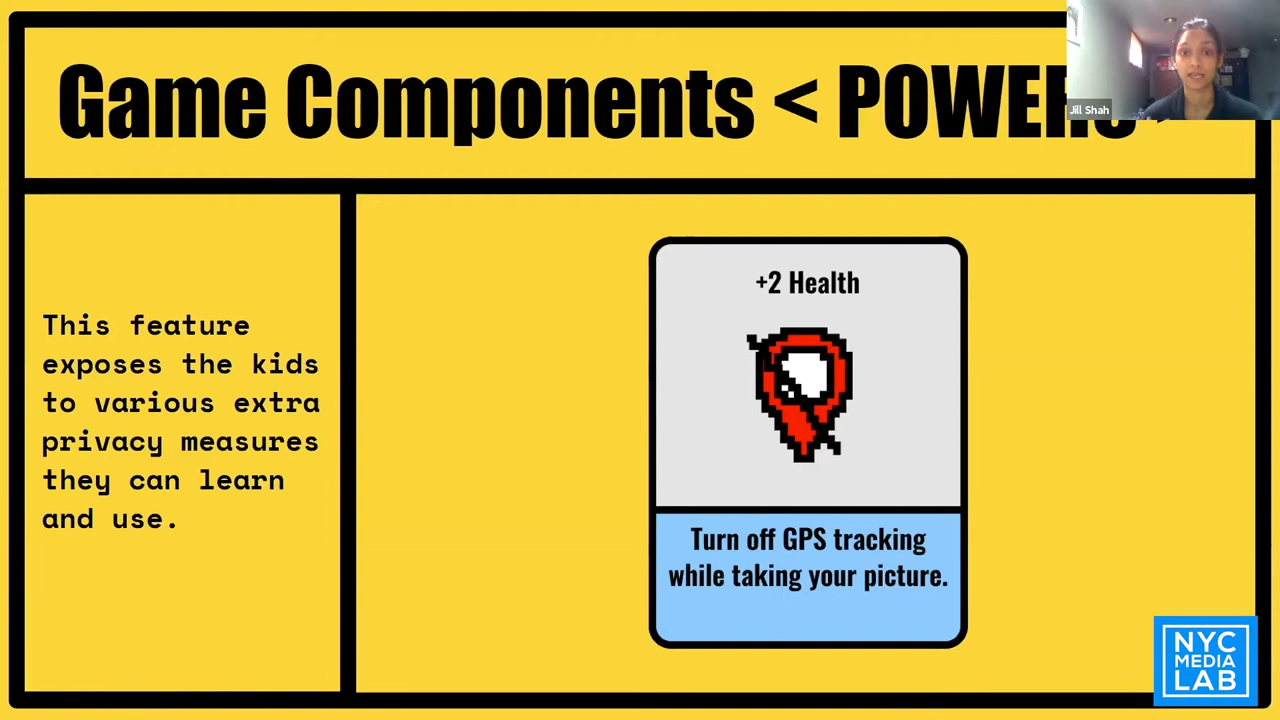 Game Components < POWERS
Jill Shah
This feature
exposes the kids
to various extra
privacy measures
they can learn
and use.
+2 Health
Turn off GPS tracking
while taking your picture.
NYC
MEDIA
LAB